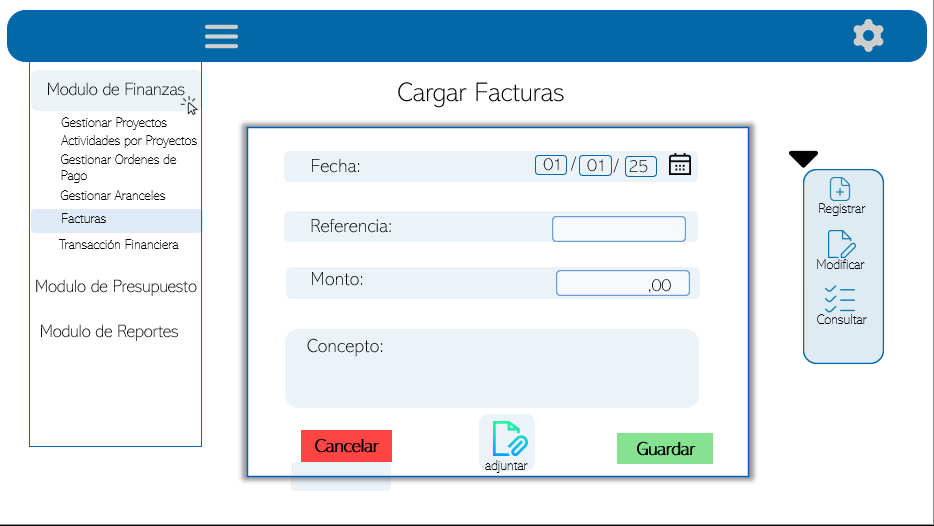 Modulo de Finanzas
Gestionar Proyectos
Actividades por Proyectos
Gestionar Ordenes de
Pago
Gestionar Aranceles
Facturas
Transacción Financiera
Modulo de Presupuesto
Modulo de Reportes
Cargar Facturas
Fecha: 01 / 01 / 25
Referencia:
Monto: ,00
Concepto:
Cancelar
adjuntar
Guardar
Registrar
Modificar
Consultar